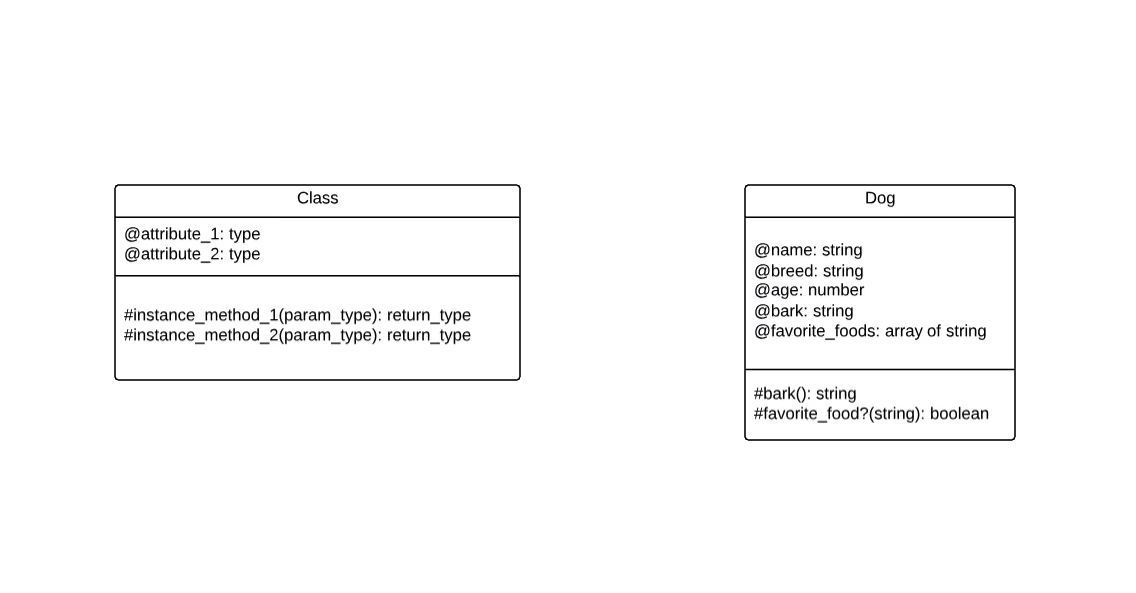 Class
@attribute_1: type
@attribute_2: type
#instance_method_1(param_type): return_type
#instance_method_2(param_type): return_type
Dog
@name: string
@breed: string
@age: number
@bark: string
@favorite_foods: array of string
#bark(): string
#favorite_food?(string): boolean